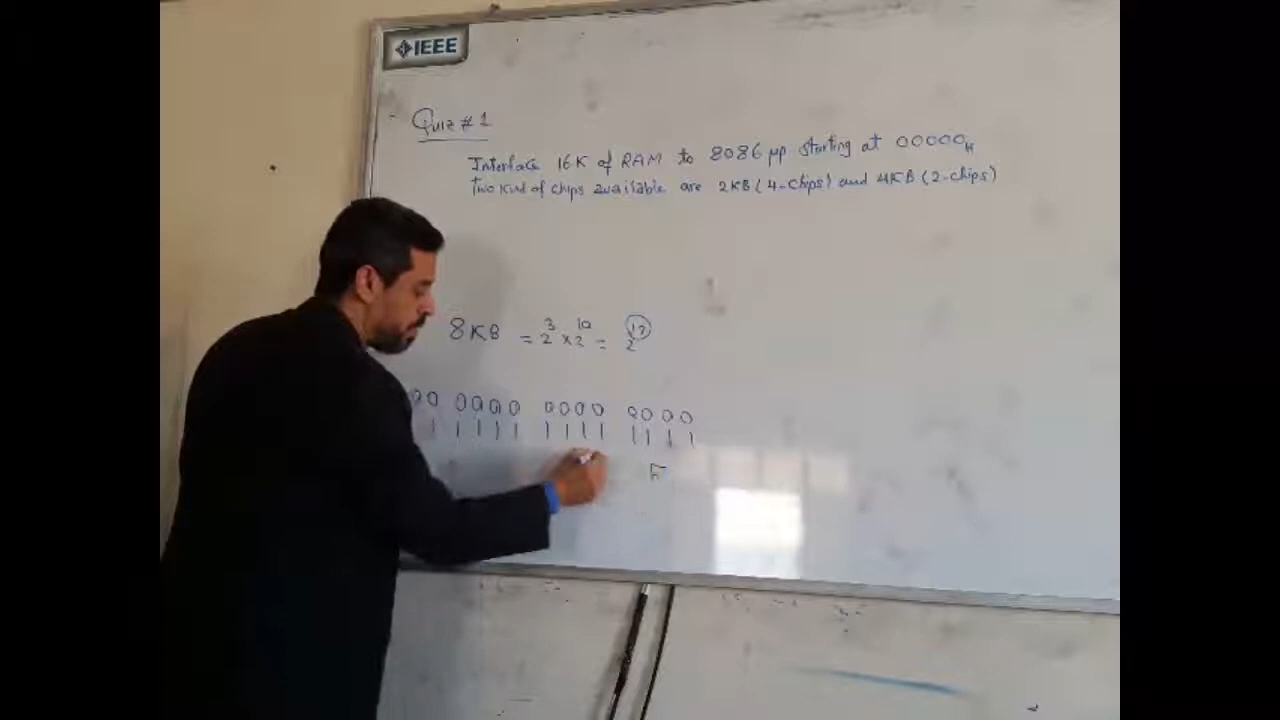 IEEE
Quiz # 1
Interface 16K of RAM to 8086 μp starting at 00000H
Two kind of chips available are 2KB (4-chips) and 4KB (2-chips)
8KB = 2^3 x 2^10 = 2^13
00 0000 0000 0000
1 1111 1111 1111
F